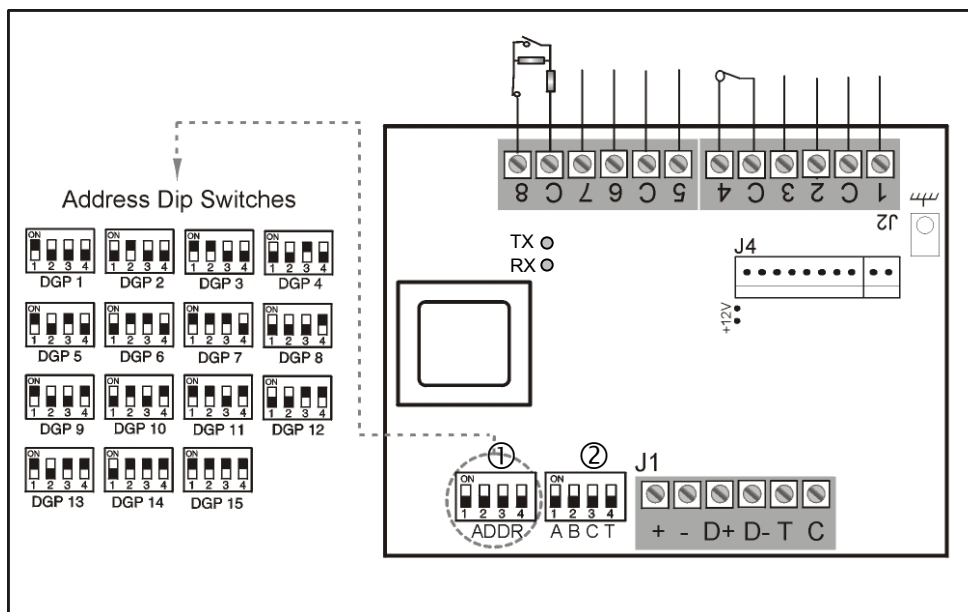 Address Dip Switches
ON
1 2 3 4
DGP 1
ON
1 2 3 4
DGP 2
ON
1 2 3 4
DGP 3
ON
1 2 3 4
DGP 4
ON
1 2 3 4
DGP 5
ON
1 2 3 4
DGP 6
ON
1 2 3 4
DGP 7
ON
1 2 3 4
DGP 8
ON
1 2 3 4
DGP 9
ON
1 2 3 4
DGP 10
ON
1 2 3 4
DGP 11
ON
1 2 3 4
DGP 12
ON
1 2 3 4
DGP 13
ON
1 2 3 4
DGP 14
ON
1 2 3 4
DGP 15
8 C 7 6 C 5 4 C 3 2 C 1
J2
TX
RX
J4
+12V
①
ON
1 2 3 4
ADDR
②
ON
1 2 3 4
A B C T
J1
+ - D+ D- T C